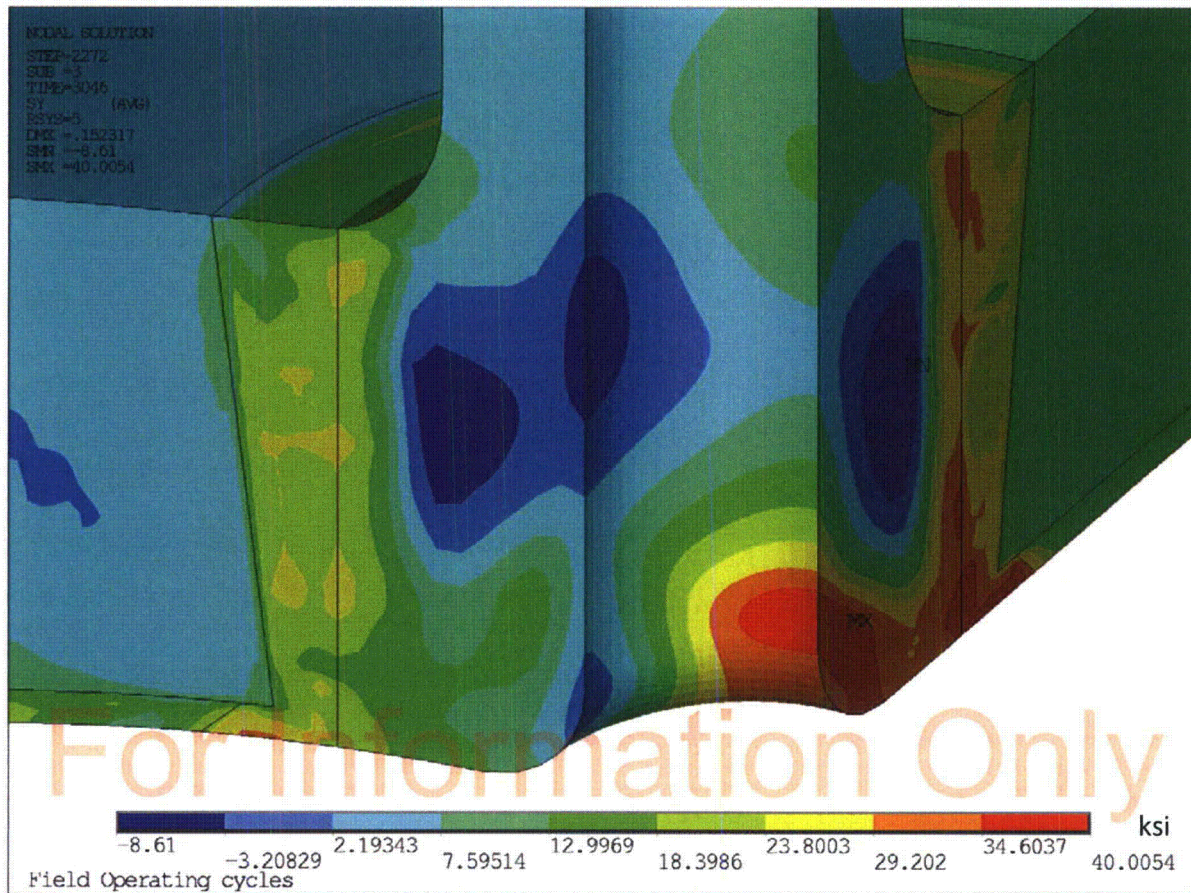 NODAL SOLUTION
STEP=2272
SUB =3
TIME=3046
SY (AVG)
RSYS=5
DMX =.152317
SMN =-8.61
SMX =40.0054
MN
MX
For Information Only
ksi
-8.61 2.19343 12.9969 23.8003 34.6037
-3.20829 7.59514 18.3986 29.202 40.0054
Field Operating cycles